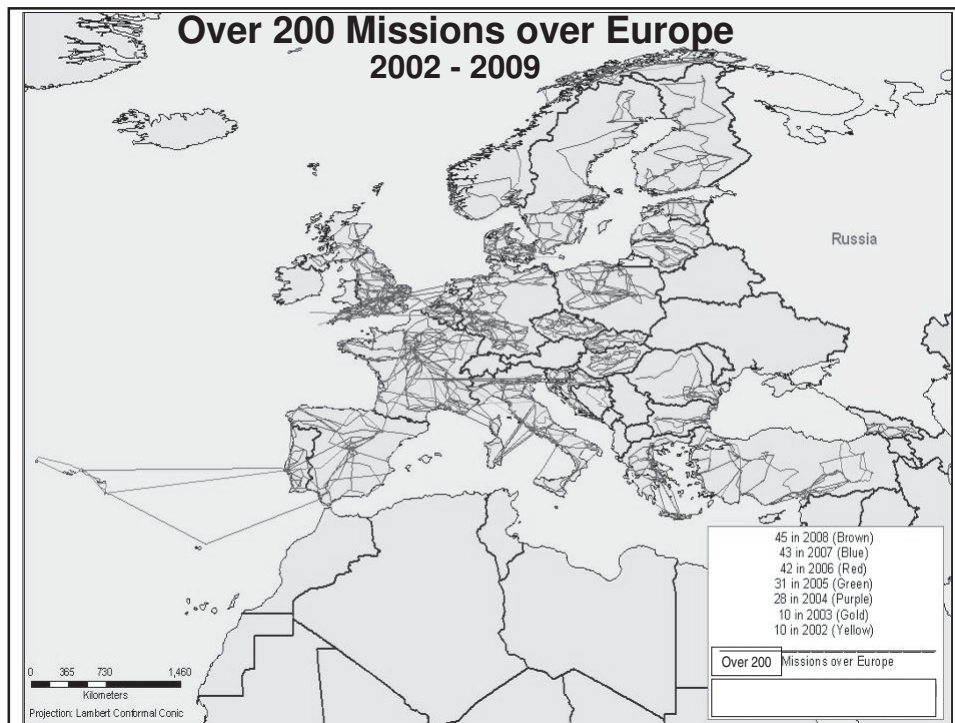 Over 200 Missions over Europe
2002 - 2009
Russia
45 in 2008 (Brown)
43 in 2007 (Blue)
42 in 2006 (Red)
31 in 2005 (Green)
28 in 2004 (Purple)
10 in 2003 (Gold)
10 in 2002 (Yellow)
Over 200 Missions over Europe
0 365 730 1,460
Kilometers
Projection: Lambert Conformal Conic